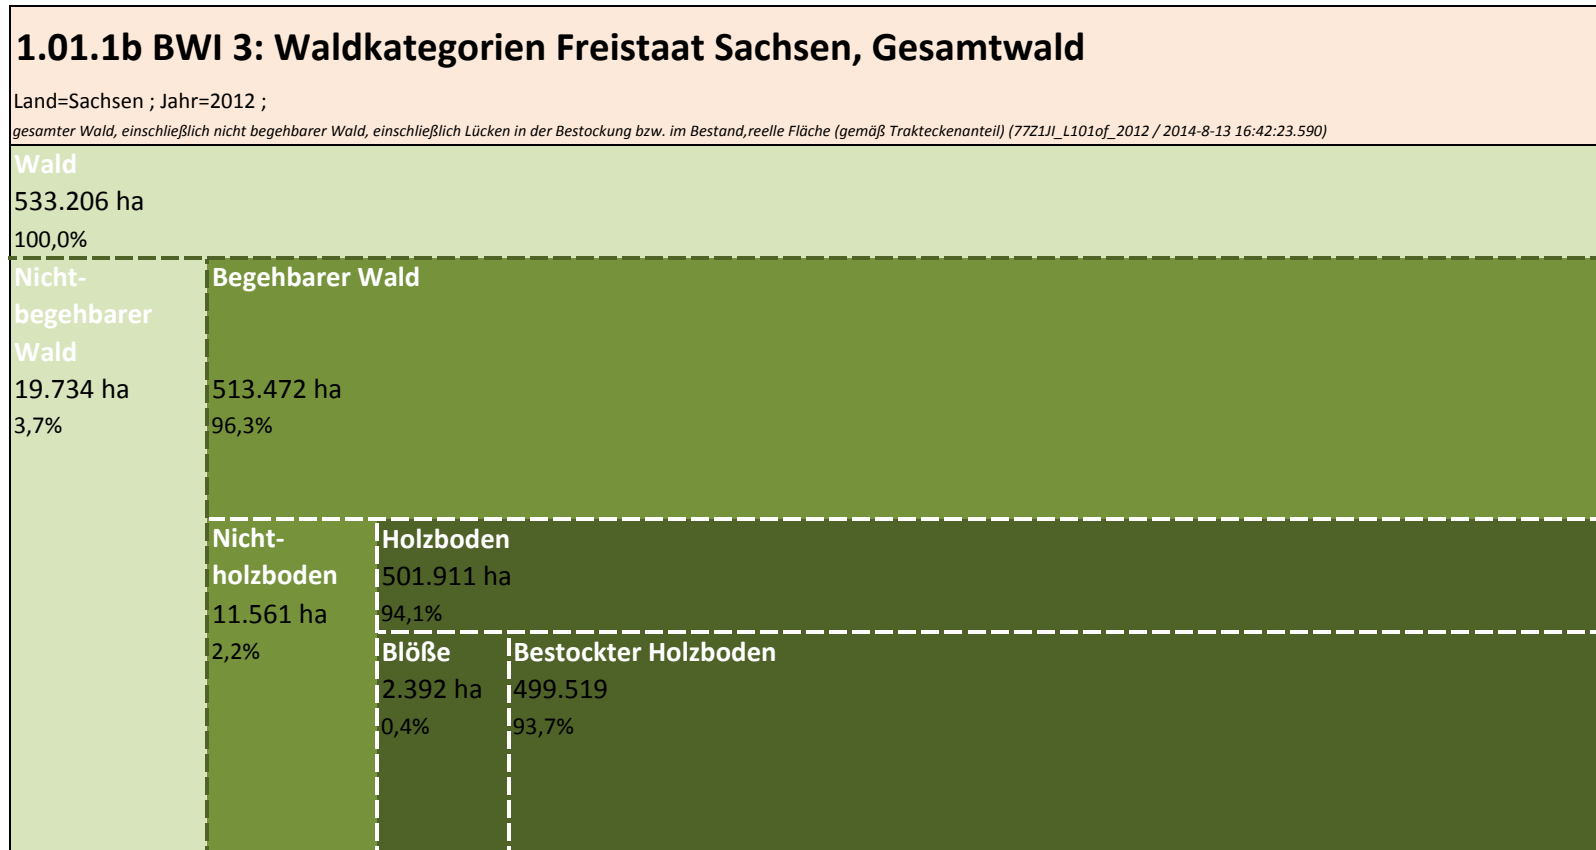 1.01.1b BWI 3: Waldkategorien Freistaat Sachsen, Gesamtwald
Land=Sachsen ; Jahr=2012 ;
gesamter Wald, einschließlich nicht begehbarer Wald, einschließlich Lücken in der Bestockung bzw. im Bestand,reelle Fläche (gemäß Traktеckenanteil) (77Z1JI_L101of_2012 / 2014-8-13 16:42:23.590)
Wald
533.206 ha
100,0%
Nicht-
begehbarer
Wald
19.734 ha
3,7%
Begehbarer Wald
513.472 ha
96,3%
Nicht-
holzboden
11.561 ha
2,2%
Holzboden
501.911 ha
94,1%
Blöße
2.392 ha
0,4%
Bestockter Holzboden
499.519
93,7%